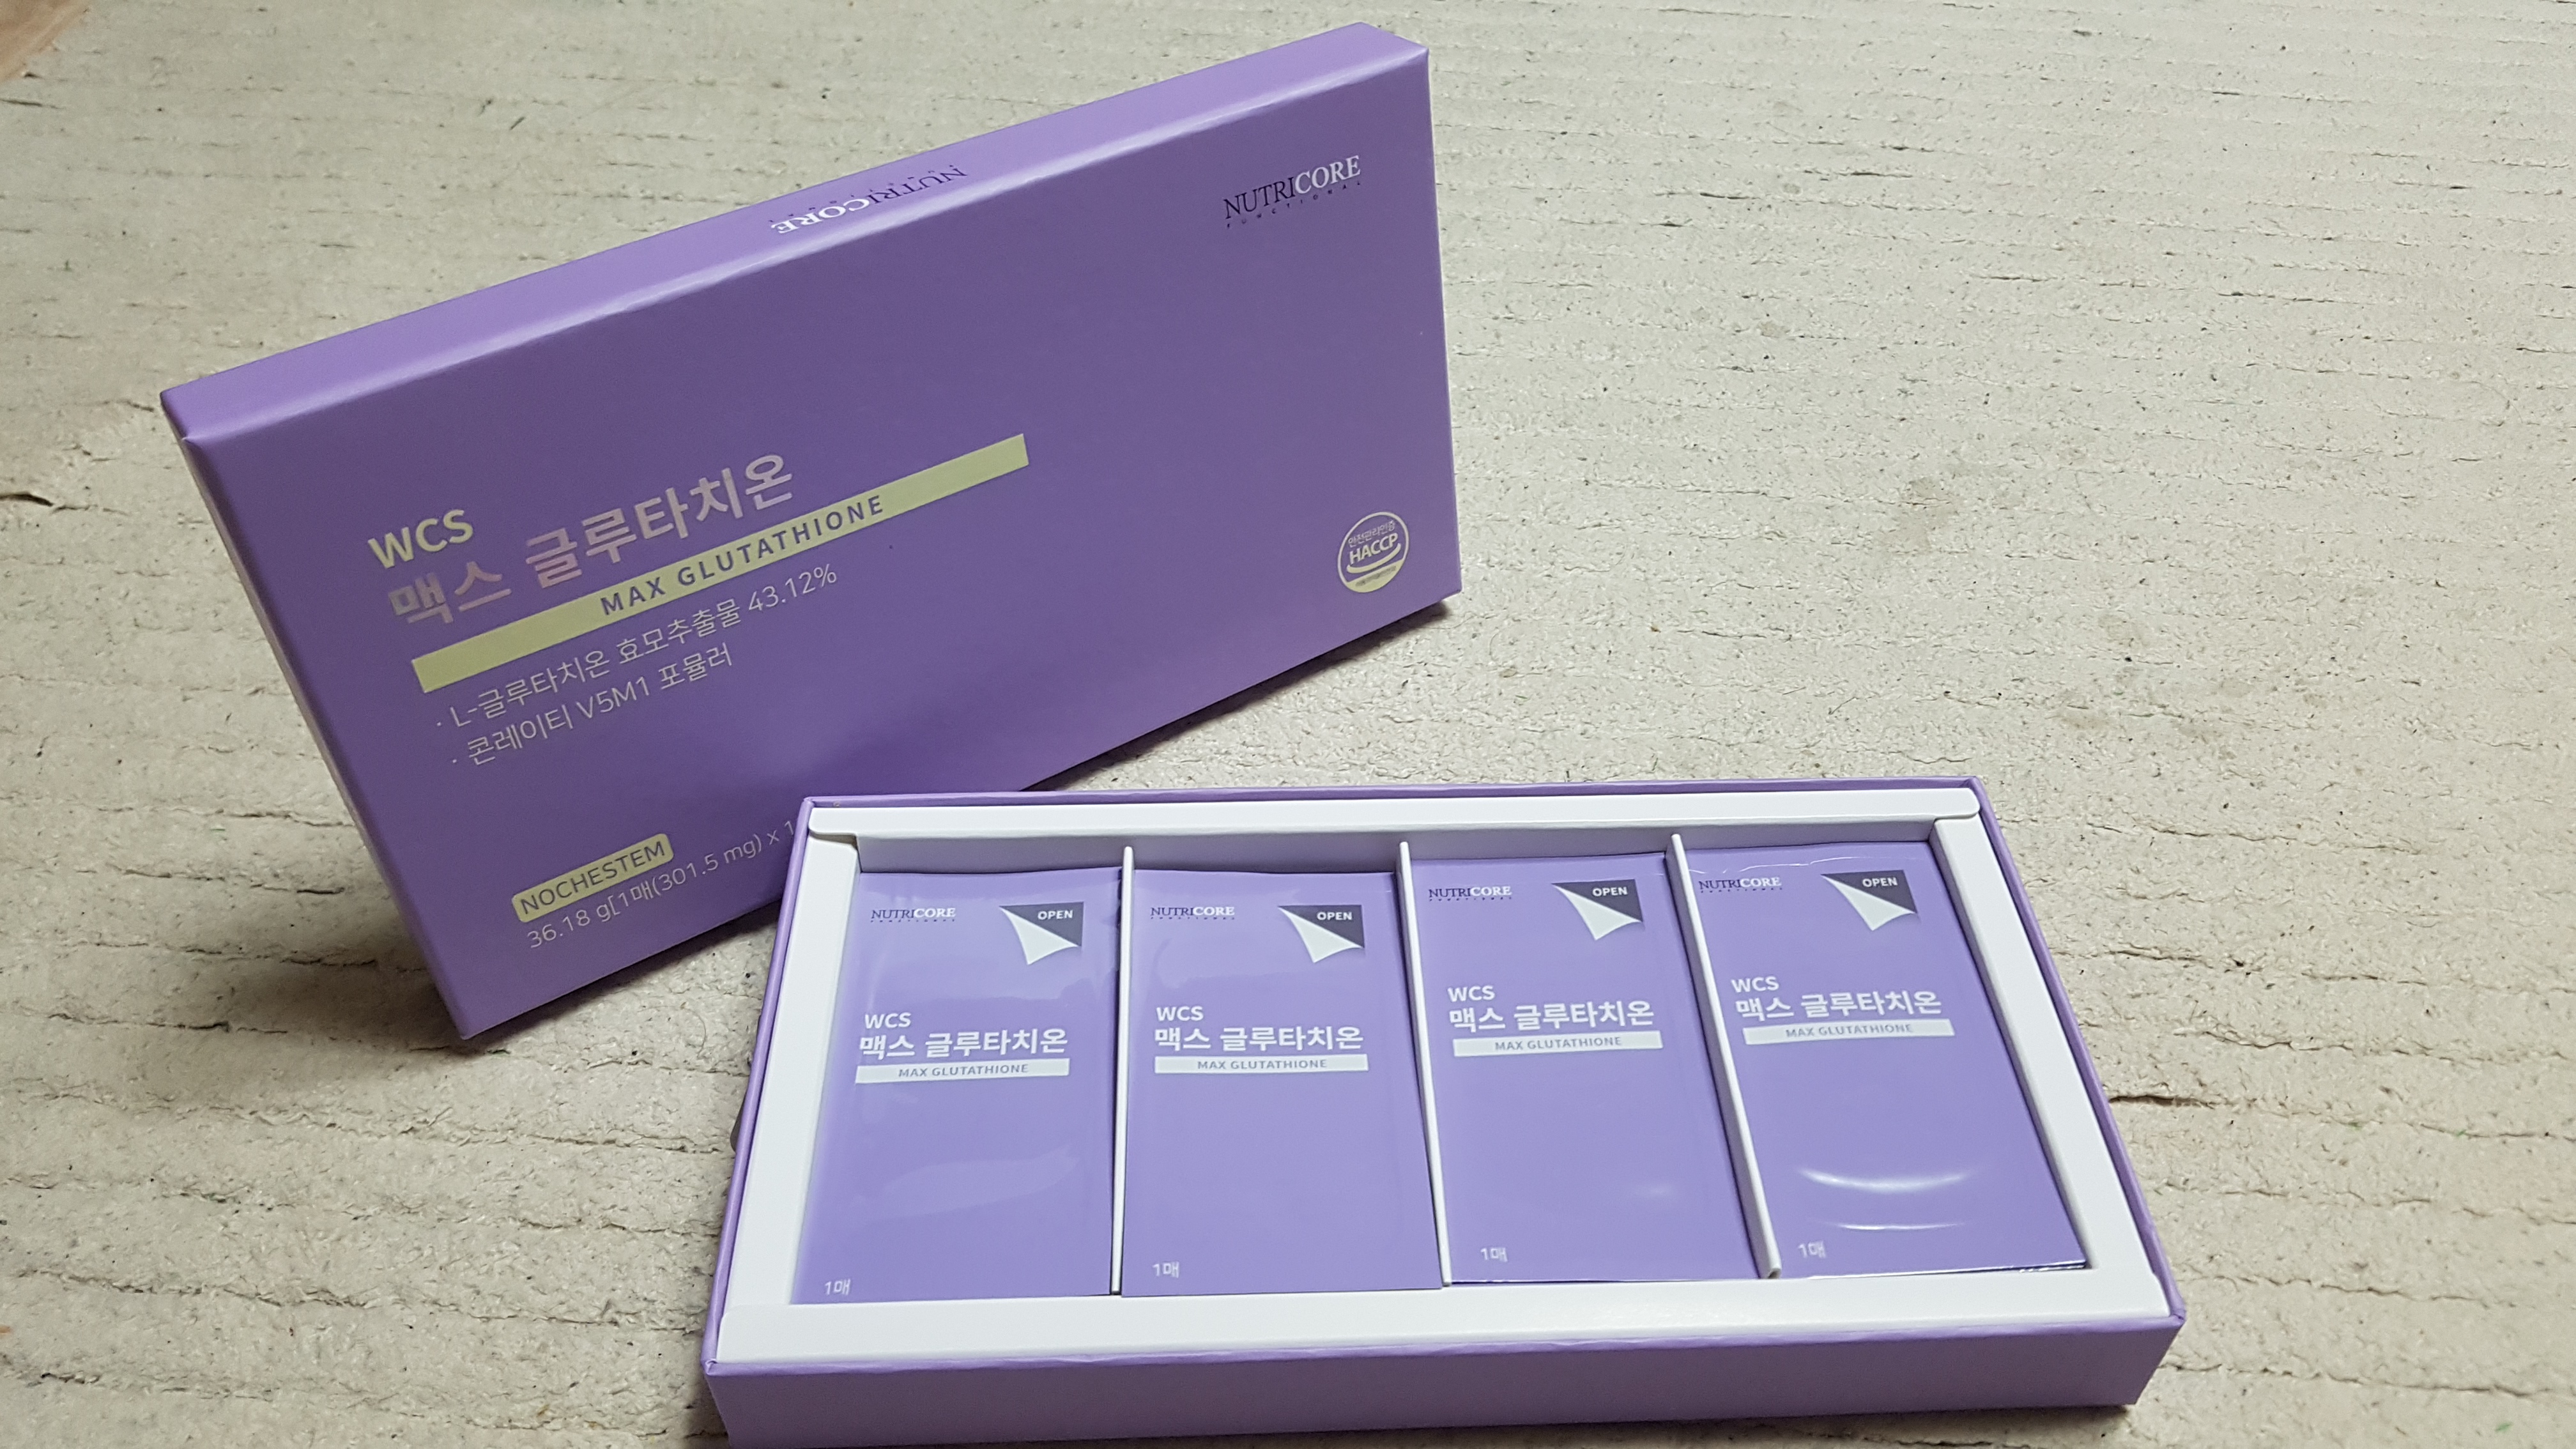 NUTRICORE
NUTRICORE
FUNCTIONAL
WCS
맥스 글루타치온
MAX GLUTATHIONE
· L-글루타치온 효모추출물 43.12%
· 콘레이티 V5M1 포뮬러
안전관리인증
HACCP
NOCHESTEM
36.18 g[1매(301.5 mg) x 1
NUTRICORE
FUNCTIONAL
OPEN
WCS
맥스 글루타치온
MAX GLUTATHIONE
1매
NUTRICORE
FUNCTIONAL
OPEN
WCS
맥스 글루타치온
MAX GLUTATHIONE
1매
NUTRICORE
FUNCTIONAL
OPEN
WCS
맥스 글루타치온
MAX GLUTATHIONE
1매
NUTRICORE
FUNCTIONAL
OPEN
WCS
맥스 글루타치온
MAX GLUTATHIONE
1매